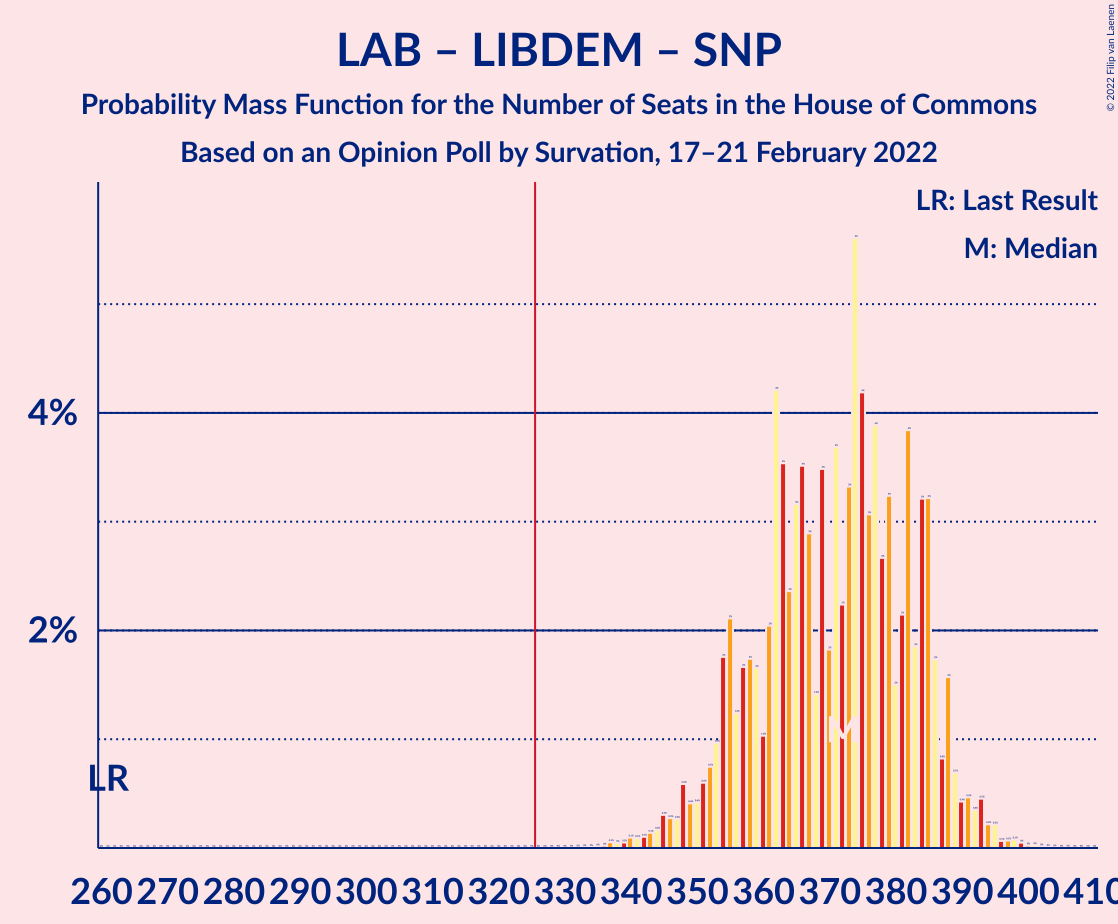 LAB – LIBDEM – SNP
Probability Mass Function for the Number of Seats in the House of Commons
Based on an Opinion Poll by Survation, 17–21 February 2022
© 2022 Filip van Laenen
LR: Last Result
M: Median
4%
2%
LR
M
260 270 280 290 300 310 320 330 340 350 360 370 380 390 400 410